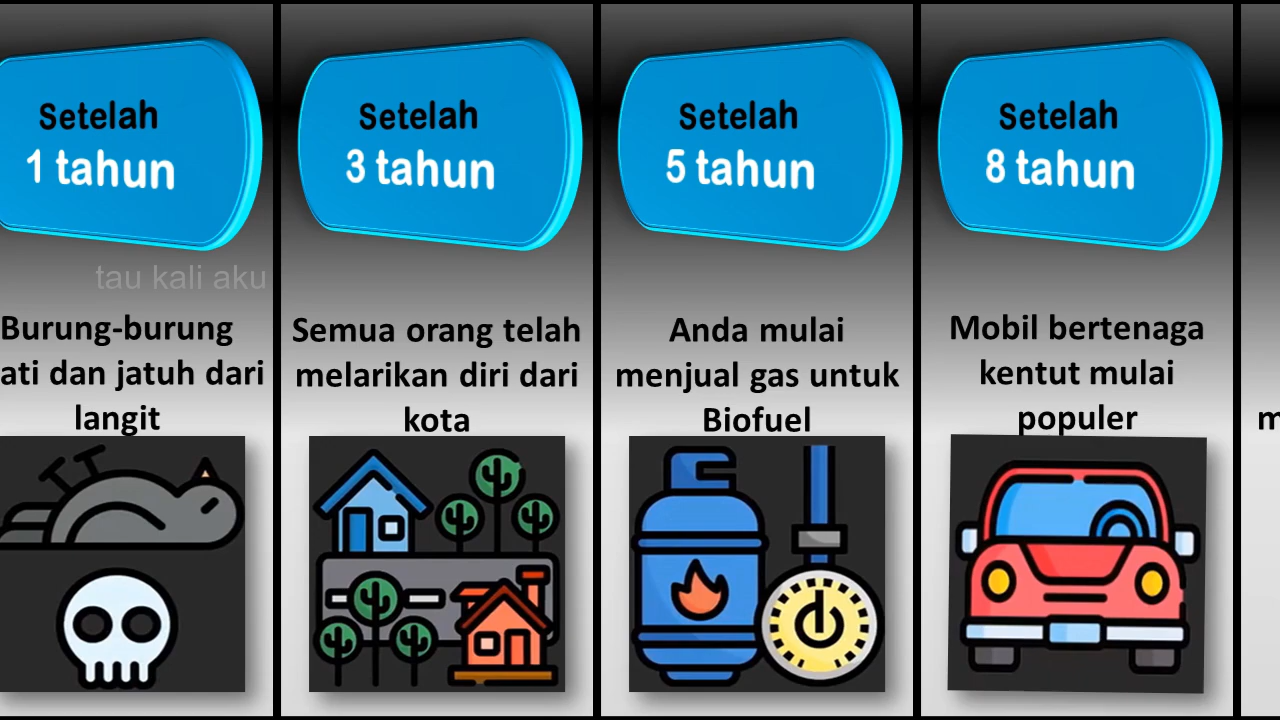 Setelah
1 tahun
tau kali aku
Burung-burung
ati dan jatuh dari
langit
Setelah
3 tahun
Semua orang telah
melarikan diri dari
kota
Setelah
5 tahun
Anda mulai
menjual gas untuk
Biofuel
Setelah
8 tahun
Mobil bertenaga
kentut mulai
populer
m